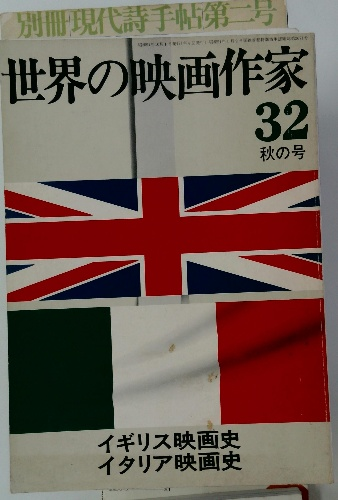 別冊現代詩手帖第二号
世界の映画作家
32
秋の号
イギリス映画史
イタリア映画史